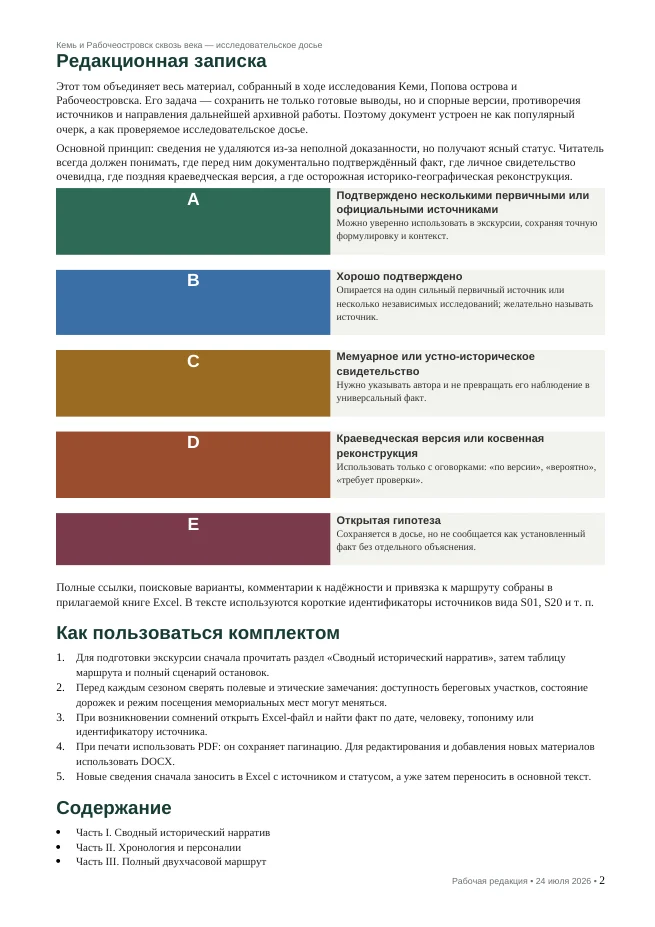 Кемь и Рабочеостровск сквозь века — исследовательское досье
Редакционная записка
Этот том объединяет весь материал, собранный в ходе исследования Кеми, Попова острова и
Рабочеостровска. Его задача — сохранить не только готовые выводы, но и спорные версии, противоречия
источников и направления дальнейшей архивной работы. Поэтому документ устроен не как популярный
очерк, а как проверяемое исследовательское досье.
Основной принцип: сведения не удаляются из-за неполной доказанности, но получают ясный статус. Читатель
всегда должен понимать, где перед ним документально подтверждённый факт, где личное свидетельство
очевидца, где поздняя краеведческая версия, а где осторожная историко-географическая реконструкция.
A
Подтверждено несколькими первичными или
официальными источниками
Можно уверенно использовать в экскурсии, сохраняя точную
формулировку и контекст.
B
Хорошо подтверждено
Опирается на один сильный первичный источник или
несколько независимых исследований; желательно называть
источник.
C
Мемуарное или устно-историческое
свидетельство
Нужно указывать автора и не превращать его наблюдение в
универсальный факт.
D
Краеведческая версия или косвенная
реконструкция
Использовать только с оговорками: «по версии», «вероятно»,
«требует проверки».
E
Открытая гипотеза
Сохраняется в досье, но не сообщается как установленный
факт без отдельного объяснения.
Полные ссылки, поисковые варианты, комментарии к надёжности и привязка к маршруту собраны в
прилагаемой книге Excel. В тексте используются короткие идентификаторы источников вида S01, S20 и т. п.
Как пользоваться комплектом
1. Для подготовки экскурсии сначала прочитать раздел «Сводный исторический нарратив», затем таблицу
маршрута и полный сценарий остановок.
2. Перед каждым сезоном сверять полевые и этические замечания: доступность береговых участков, состояние
дорожек и режим посещения мемориальных мест могут меняться.
3. При возникновении сомнений открыть Excel-файл и найти факт по дате, человеку, топониму или
идентификатору источника.
4. При печати использовать PDF: он сохраняет пагинацию. Для редактирования и добавления новых материалов
использовать DOCX.
5. Новые сведения сначала заносить в Excel с источником и статусом, а уже затем переносить в основной текст.
Содержание
• Часть I. Сводный исторический нарратив
• Часть II. Хронология и персоналии
• Часть III. Полный двухчасовой маршрут
Рабочая редакция • 24 июля 2026 • 2